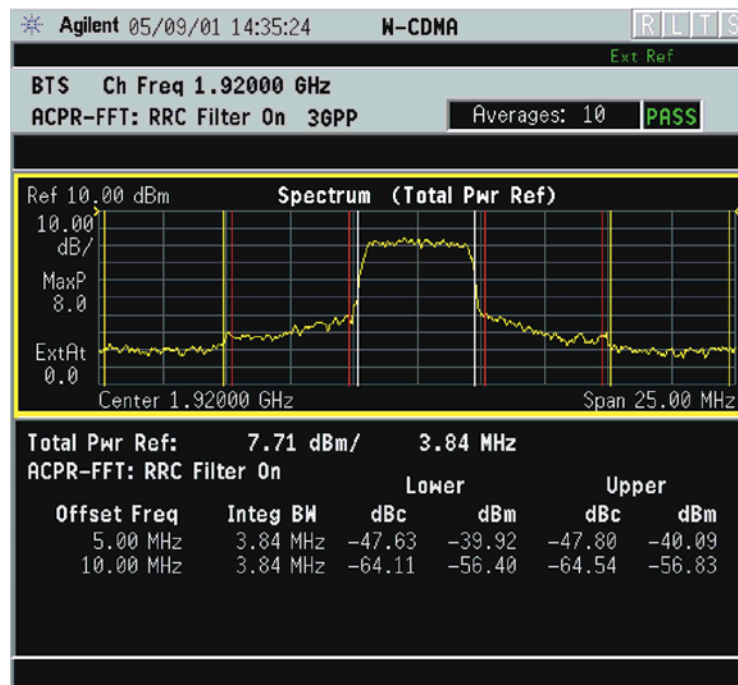 Agilent 05/09/01 14:35:24 W-CDMA R L T S
Ext Ref
BTS Ch Freq 1.92000 GHz
ACPR-FFT: RRC Filter On 3GPP Averages: 10 PASS
Ref 10.00 dBm Spectrum (Total Pwr Ref)
10.00
dB/
MaxP
8.0
ExtAt
0.0
Center 1.92000 GHz Span 25.00 MHz
Total Pwr Ref: 7.71 dBm/ 3.84 MHz
ACPR-FFT: RRC Filter On
Lower Upper
Offset Freq Integ BW dBc dBm dBc dBm
5.00 MHz 3.84 MHz -47.63 -39.92 -47.80 -40.09
10.00 MHz 3.84 MHz -64.11 -56.40 -64.54 -56.83